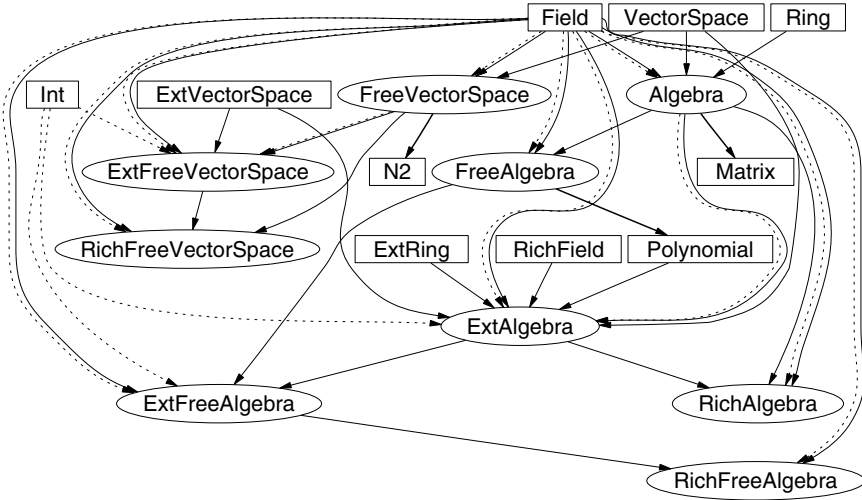 Field
VectorSpace
Ring
Int
ExtVectorSpace
FreeVectorSpace
Algebra
ExtFreeVectorSpace
N2
FreeAlgebra
Matrix
RichFreeVectorSpace
ExtRing
RichField
Polynomial
ExtAlgebra
ExtFreeAlgebra
RichAlgebra
RichFreeAlgebra